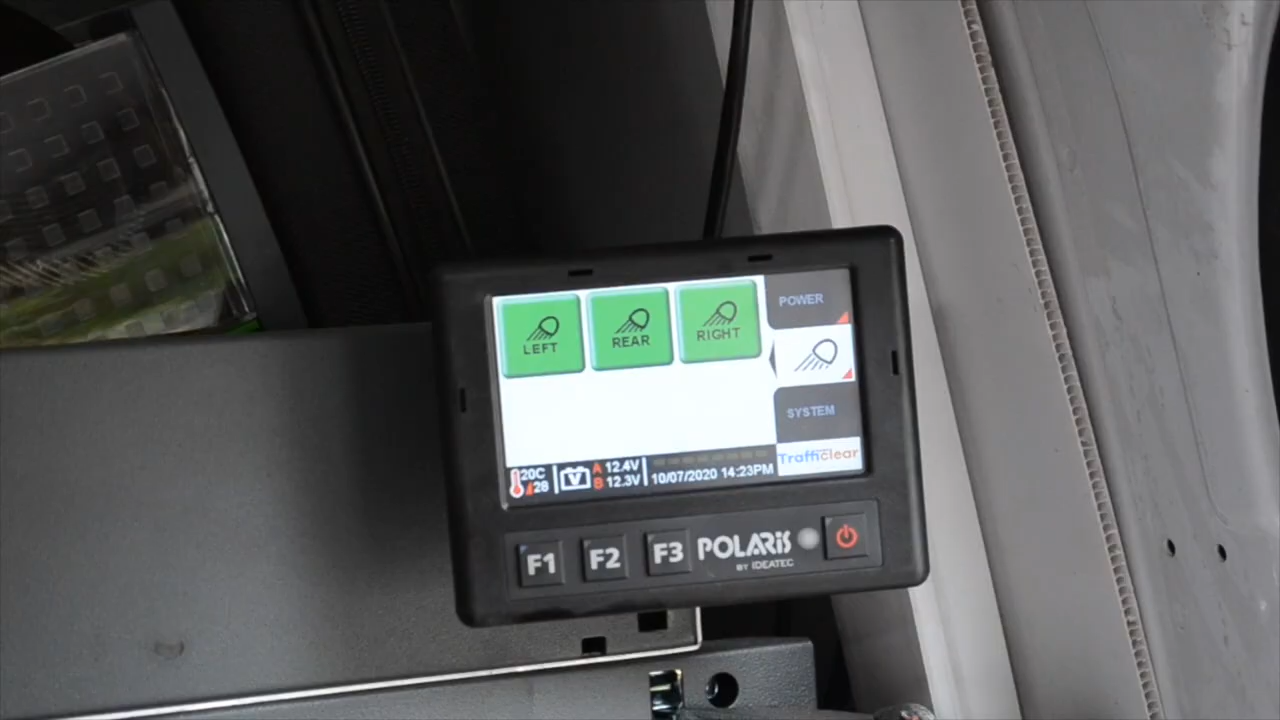 LEFT
REAR
RIGHT
POWER
SYSTEM
Trafficlear
20C
28
V
A 12.4V
B 12.3V
10/07/2020 14:23PM
F1
F2
F3
POLARIS
BY IDEATEC